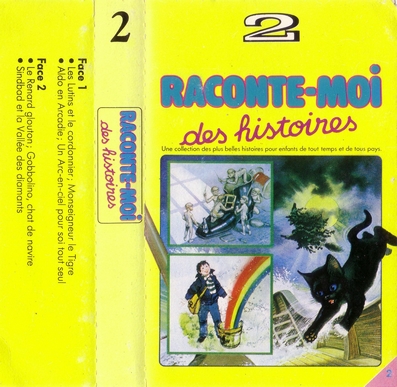 Face 1
• Les Lutins et le cordonnier ; Monseigneur le Tigre
• Aldo en Arcadie ; Un Arc-en-ciel pour soi tout seul
Face 2
• Le Renard glouton ; Gobbolino, chat de navire
• Sindbad et la Vallée des diamants
2
RACONTE-MOI
des histoires
2
RACONTE-MOi
des histoires
Une collection des plus belles histoires pour enfants de tout temps et de tous pays.
2